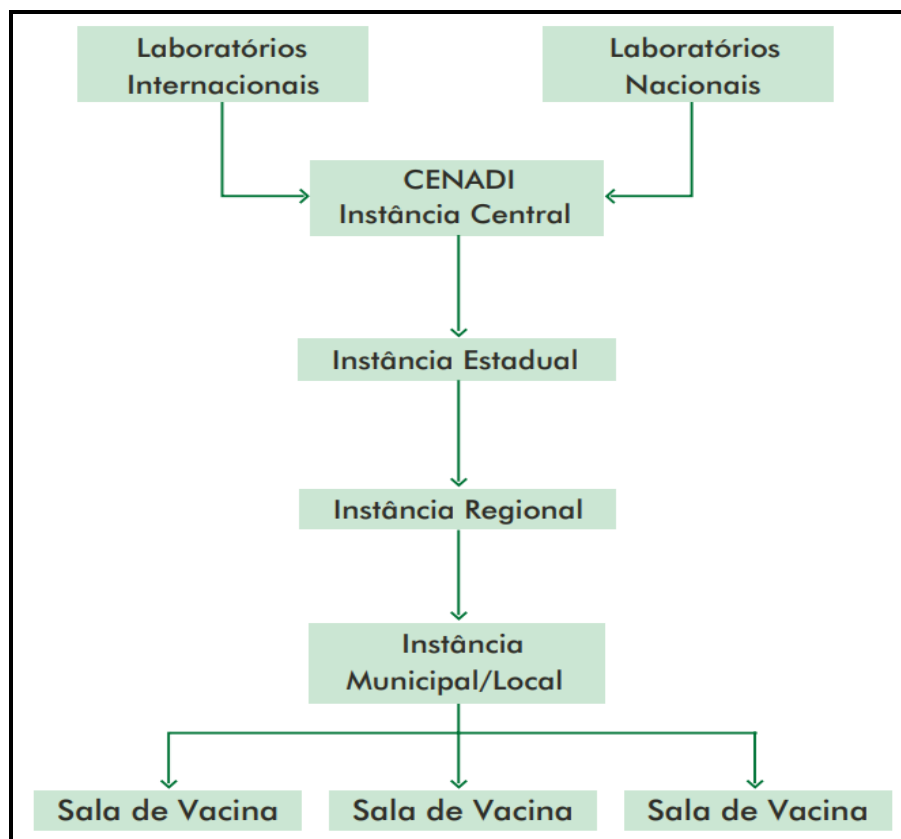 Laboratórios
Internacionais
Laboratórios
Nacionais
CENADI
Instância Central
Instância Estadual
Instância Regional
Instância
Municipal/Local
Sala de Vacina
Sala de Vacina
Sala de Vacina